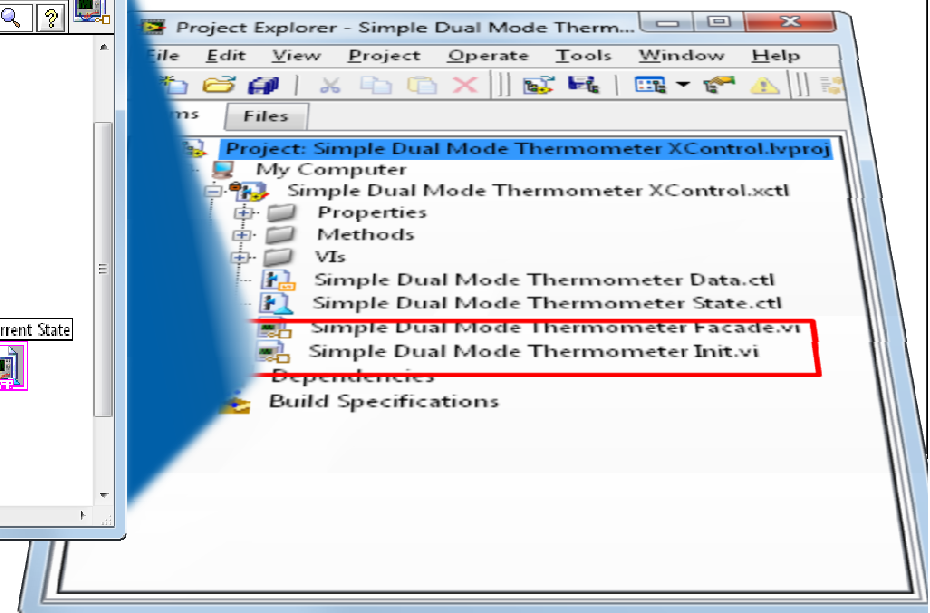 Project Explorer - Simple Dual Mode Therm...
File Edit View Project Operate Tools Window Help
Files
Project: Simple Dual Mode Thermometer XControl.lvproj
My Computer
Simple Dual Mode Thermometer XControl.xctl
Properties
Methods
VIs
Simple Dual Mode Thermometer Data.ctl
Simple Dual Mode Thermometer State.ctl
Simple Dual Mode Thermometer Facade.vi
Simple Dual Mode Thermometer Init.vi
Dependencies
Build Specifications
rrent State